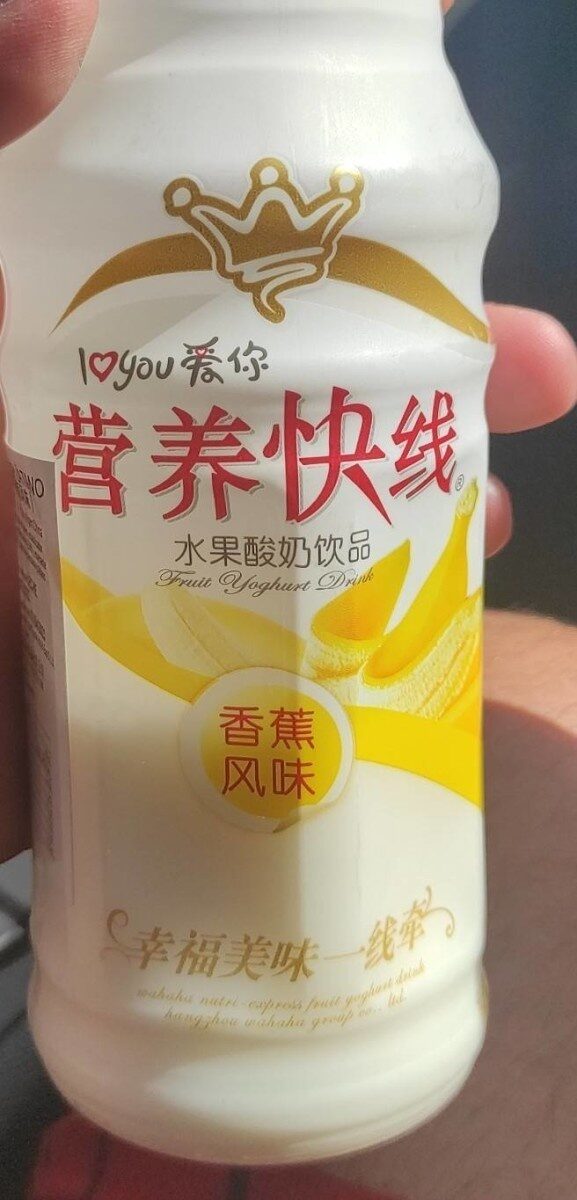 I❤you 爱你
营养快线®
水果酸奶饮品
Fruit Yoghurt Drink
香蕉
风味
幸福美味一线牵
wahaha nutri-express fruit yoghurt drink
hangzhou wahaha group co., ltd.